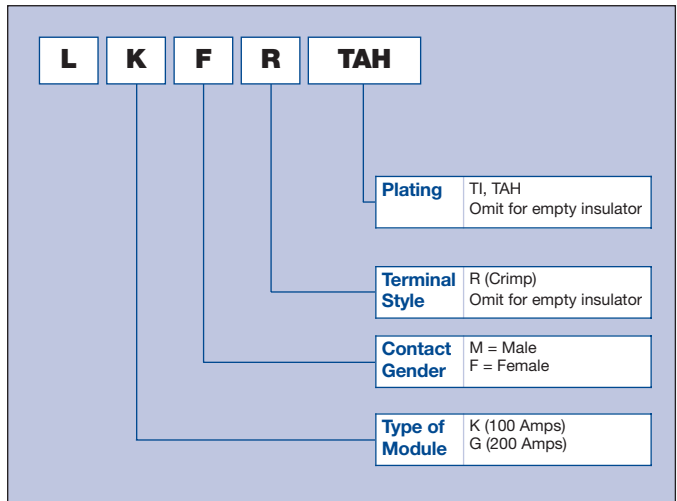 L K F R TAH
Plating TI, TAH
Omit for empty insulator
Terminal R (Crimp)
Style Omit for empty insulator
Contact M = Male
Gender F = Female
Type of K (100 Amps)
Module G (200 Amps)